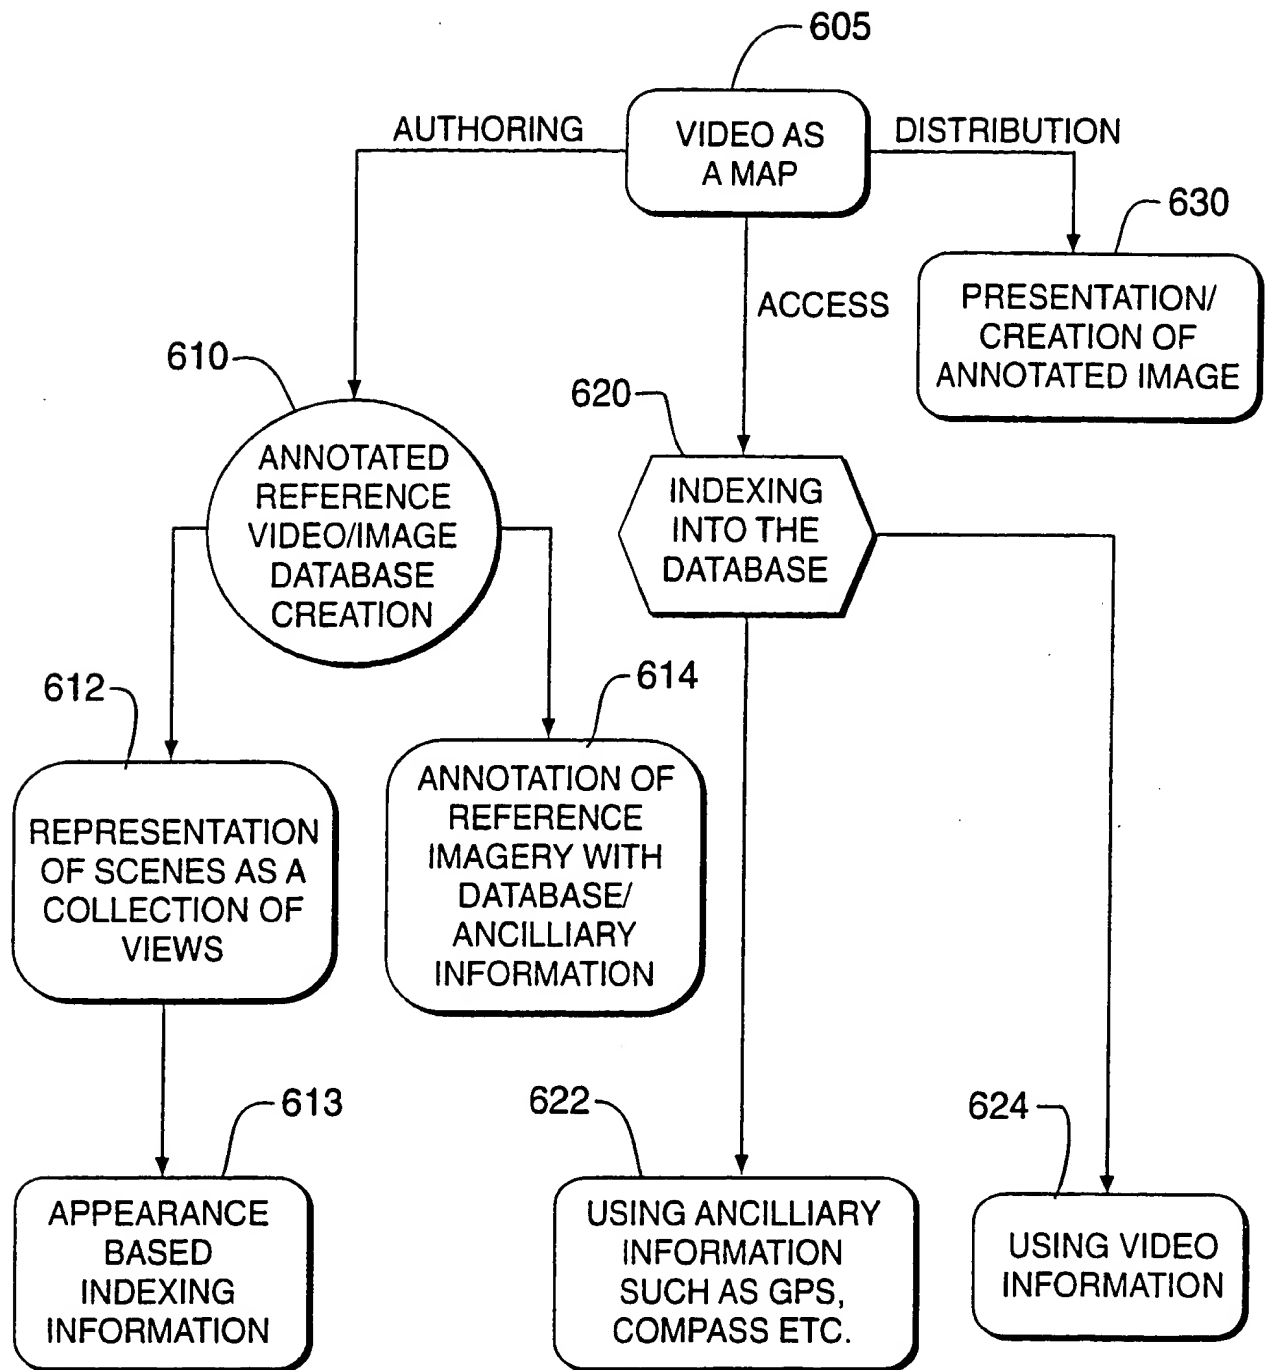 605
AUTHORING
VIDEO AS
A MAP
DISTRIBUTION
630
PRESENTATION/
CREATION OF
ANNOTATED IMAGE
ACCESS
610
ANNOTATED
REFERENCE
VIDEO/IMAGE
DATABASE
CREATION
620
INDEXING
INTO THE
DATABASE
612
REPRESENTATION
OF SCENES AS A
COLLECTION OF
VIEWS
614
ANNOTATION OF
REFERENCE
IMAGERY WITH
DATABASE/
ANCILLIARY
INFORMATION
613
APPEARANCE
BASED
INDEXING
INFORMATION
622
USING ANCILLIARY
INFORMATION
SUCH AS GPS,
COMPASS ETC.
624
USING VIDEO
INFORMATION